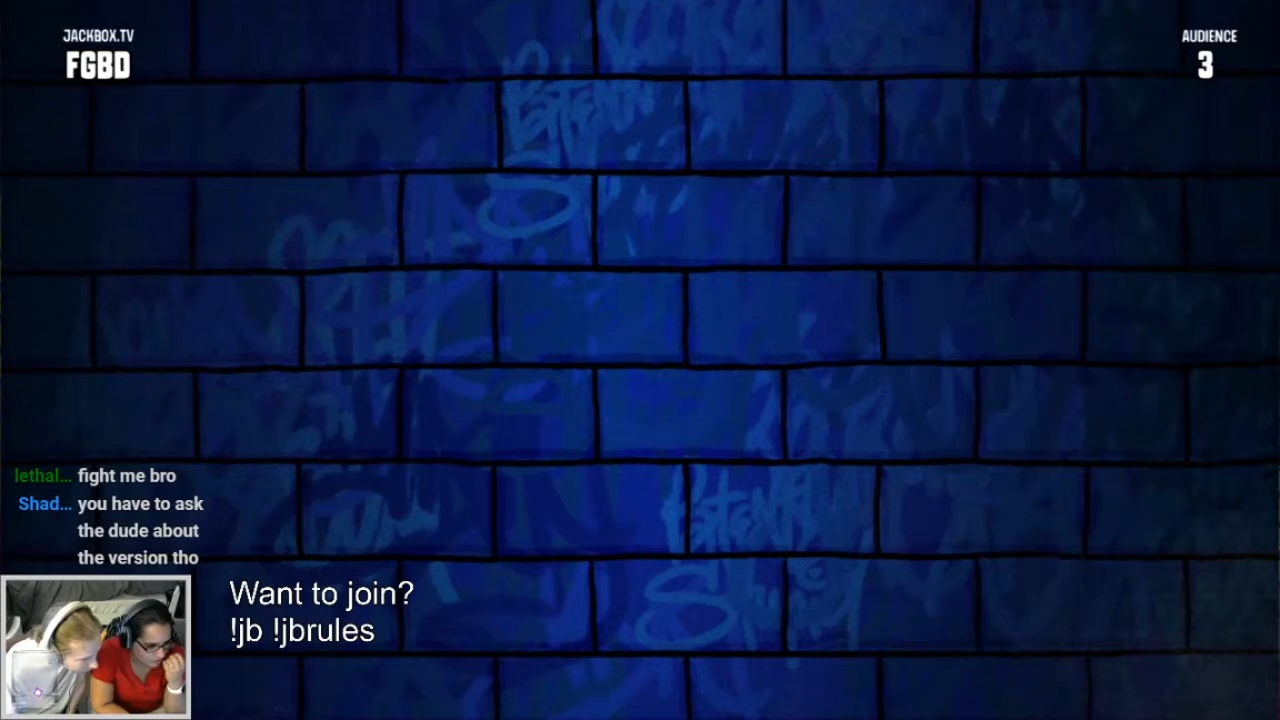 JACKBOX.TV
FGBD
AUDIENCE
3
lethal... fight me bro
Shad... you have to ask
the dude about
the version tho
Want to join?
!jb !jbrules